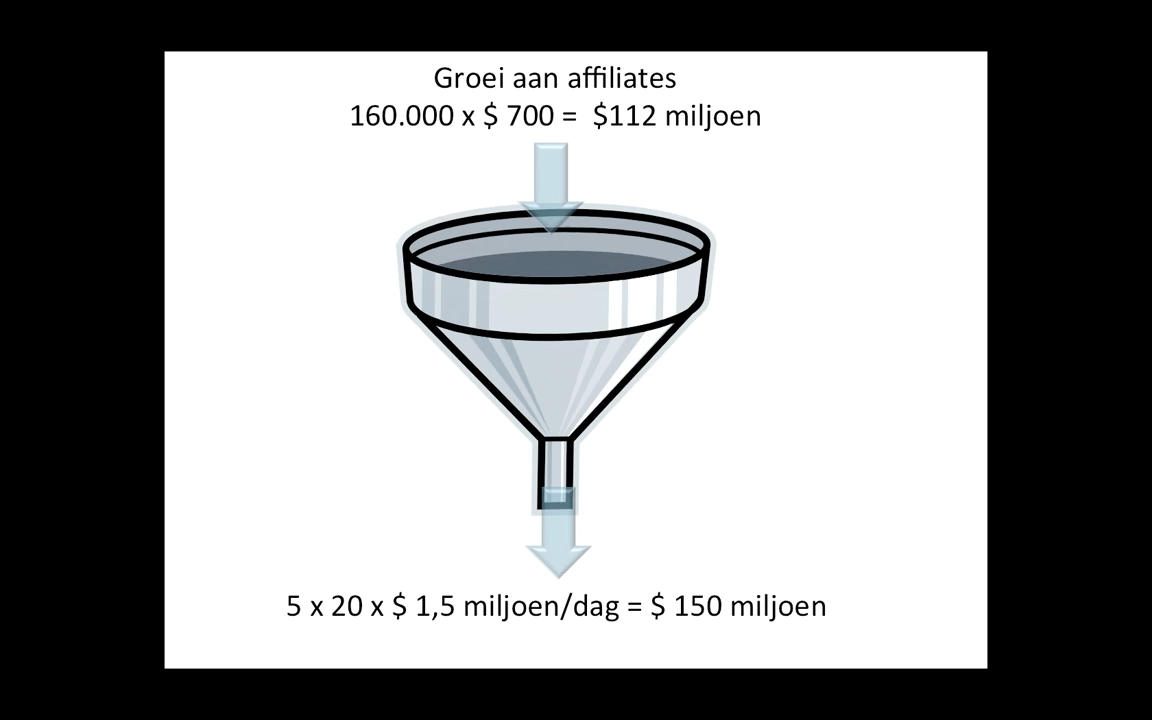 Groei aan affiliates
160.000 x $ 700 = $112 miljoen
5 x 20 x $ 1,5 miljoen/dag = $ 150 miljoen